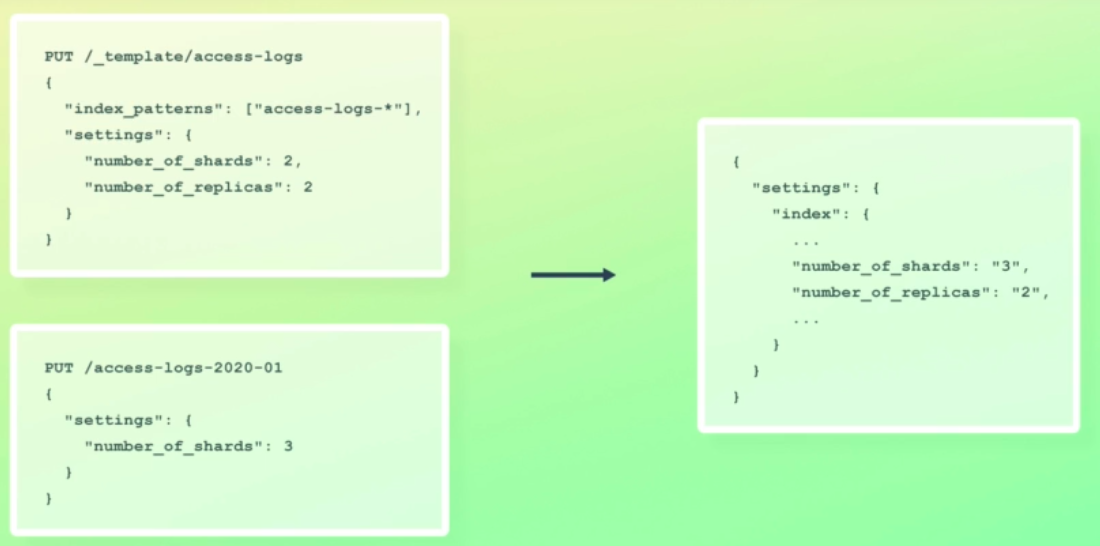 PUT /_template/access-logs
{
  "index_patterns": ["access-logs-*"],
  "settings": {
    "number_of_shards": 2,
    "number_of_replicas": 2
  }
}
PUT /access-logs-2020-01
{
  "settings": {
    "number_of_shards": 3
  }
}
{
  "settings": {
    "index": {
      ...
      "number_of_shards": "3",
      "number_of_replicas": "2",
      ...
    }
  }
}